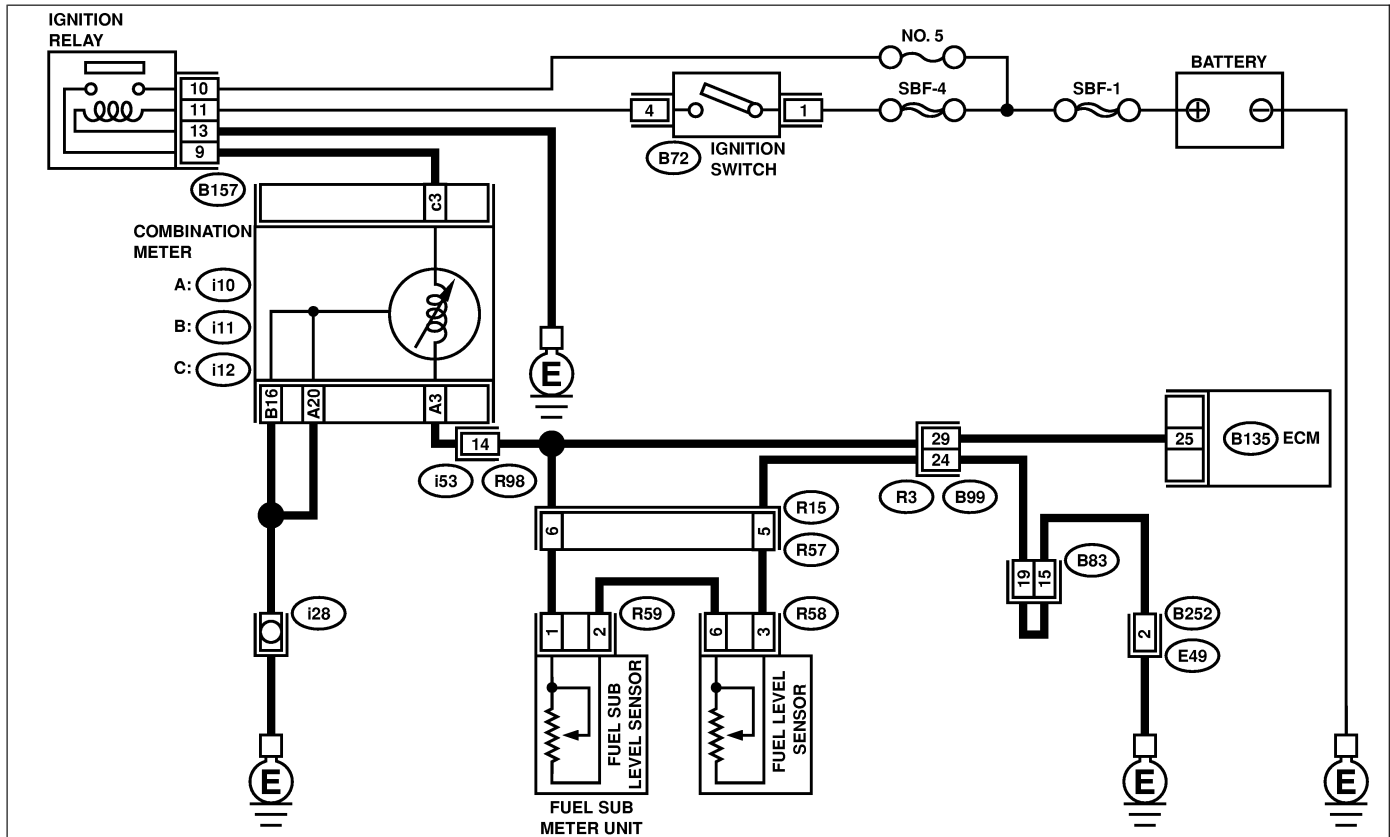 IGNITION
RELAY
NO. 5
BATTERY
SBF-4
SBF-1
10
11
13
9
4
1
B72
IGNITION
SWITCH
B157
c3
COMBINATION
METER
A: i10
B: i11
C: i12
E
B16
A20
A3
14
i53
R98
29
24
R3
B99
25
B135
ECM
6
5
R15
R57
19
15
B83
i28
1
2
R59
6
3
R58
2
B252
E49
FUEL SUB
LEVEL SENSOR
FUEL LEVEL
SENSOR
E
E
E
FUEL SUB
METER UNIT